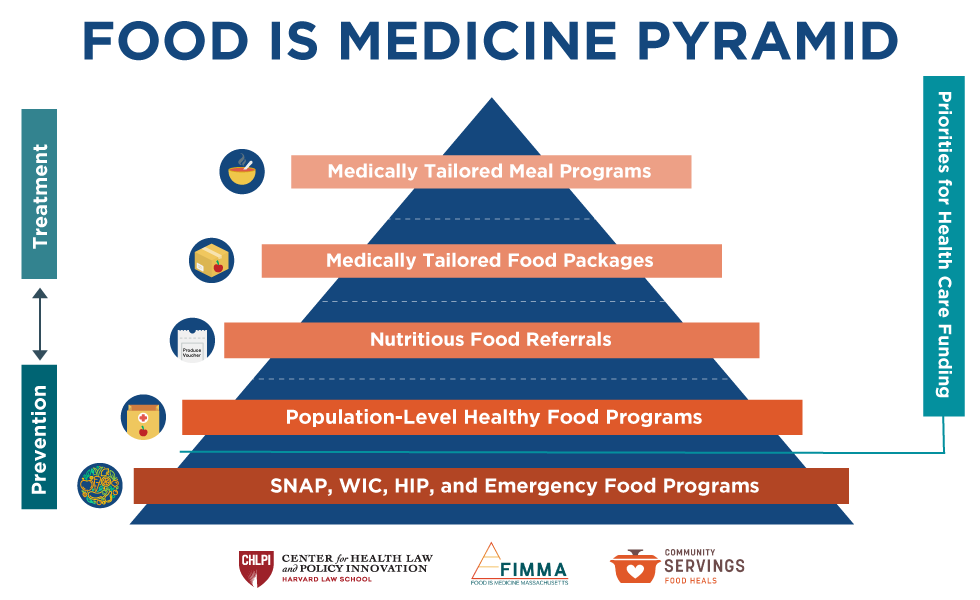 FOOD IS MEDICINE PYRAMID
Treatment
Prevention
Priorities for Health Care Funding
Medically Tailored Meal Programs
Medically Tailored Food Packages
Nutritious Food Referrals
Produce
Voucher
Population-Level Healthy Food Programs
SNAP, WIC, HIP, and Emergency Food Programs
CHLPI
CENTER for HEALTH LAW
and POLICY INNOVATION
HARVARD LAW SCHOOL
FIMMA
FOOD IS MEDICINE MASSACHUSETTS
COMMUNITY
SERVINGS
FOOD HEALS